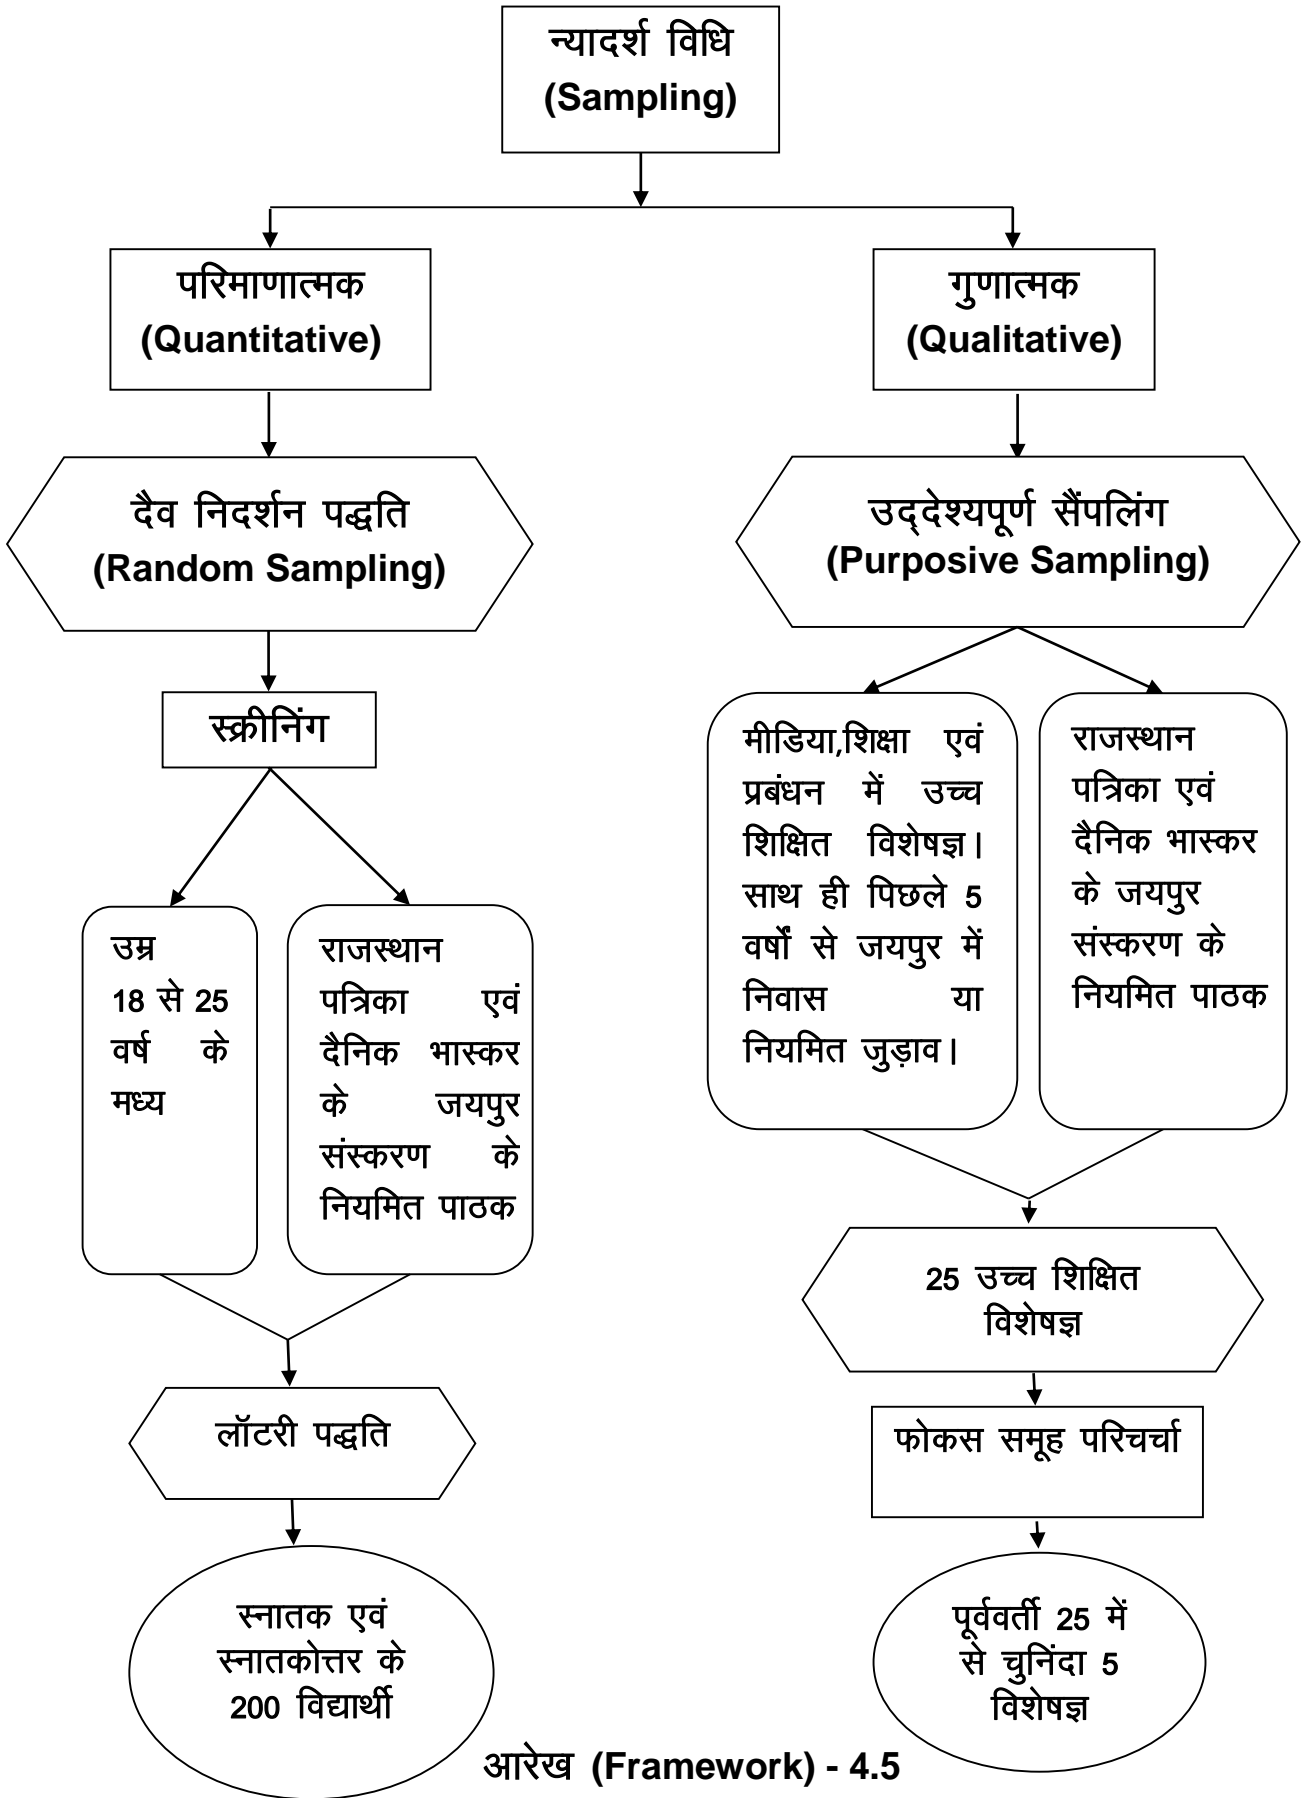 न्यादर्श विधि
(Sampling)
परिमाणात्मक
(Quantitative)
गुणात्मक
(Qualitative)
दैव निदर्शन पद्धति
(Random Sampling)
उद्‌देश्यपूर्ण सैंपलिंग
(Purposive Sampling)
स्क्रीनिंग
मीडिया,शिक्षा एवं
प्रबंधन में उच्च
शिक्षित विशेषज्ञ।
साथ ही पिछले 5
वर्षों से जयपुर में
निवास या
नियमित जुड़ाव।
राजस्थान
पत्रिका एवं
दैनिक भास्कर
के जयपुर
संस्करण के
नियमित पाठक
उम्र
18 से 25
वर्ष के
मध्य
राजस्थान
पत्रिका एवं
दैनिक भास्कर
के जयपुर
संस्करण के
नियमित पाठक
25 उच्च शिक्षित
विशेषज्ञ
लॉटरी पद्धति
फोकस समूह परिचर्चा
स्नातक एवं
स्नातकोत्तर के
200 विद्यार्थी
पूर्ववर्ती 25 में
से चुनिंदा 5
विशेषज्ञ
आरेख (Framework) - 4.5